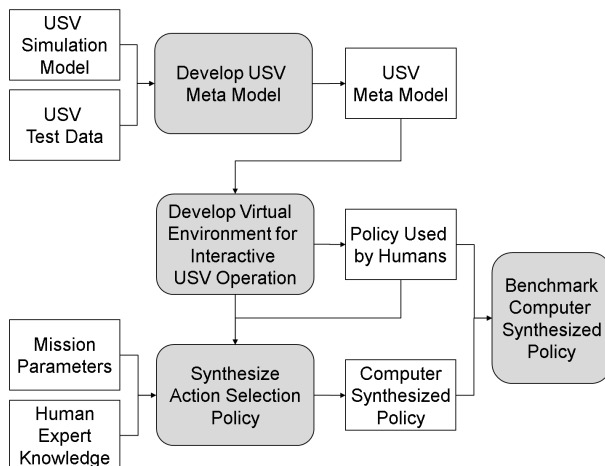 USV
Simulation
Model
USV
Test Data
Develop USV
Meta Model
USV
Meta Model
Develop Virtual
Environment for
Interactive
USV Operation
Policy Used
by Humans
Benchmark
Computer
Synthesized
Policy
Mission
Parameters
Human
Expert
Knowledge
Synthesize
Action Selection
Policy
Computer
Synthesized
Policy